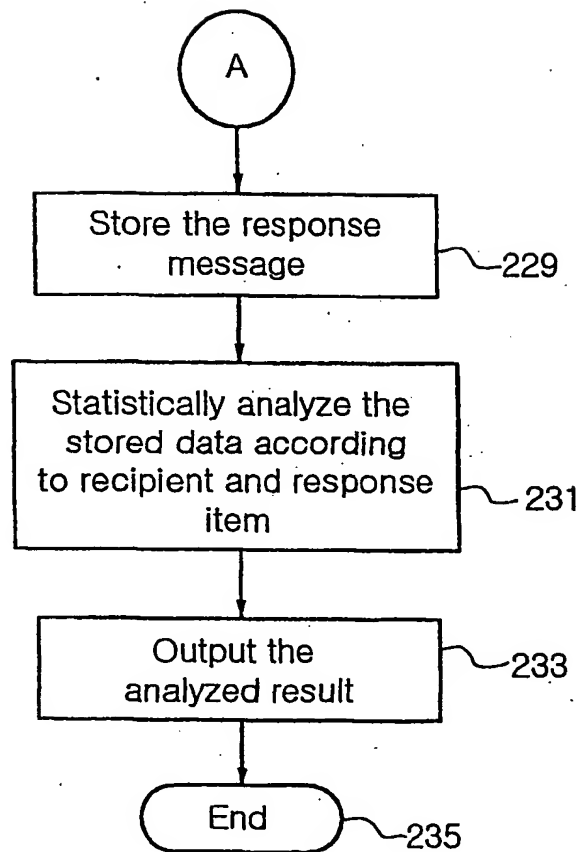 A
Store the response
message
229
Statistically analyze the
stored data according
to recipient and response
item
231
Output the
analyzed result
233
End
235